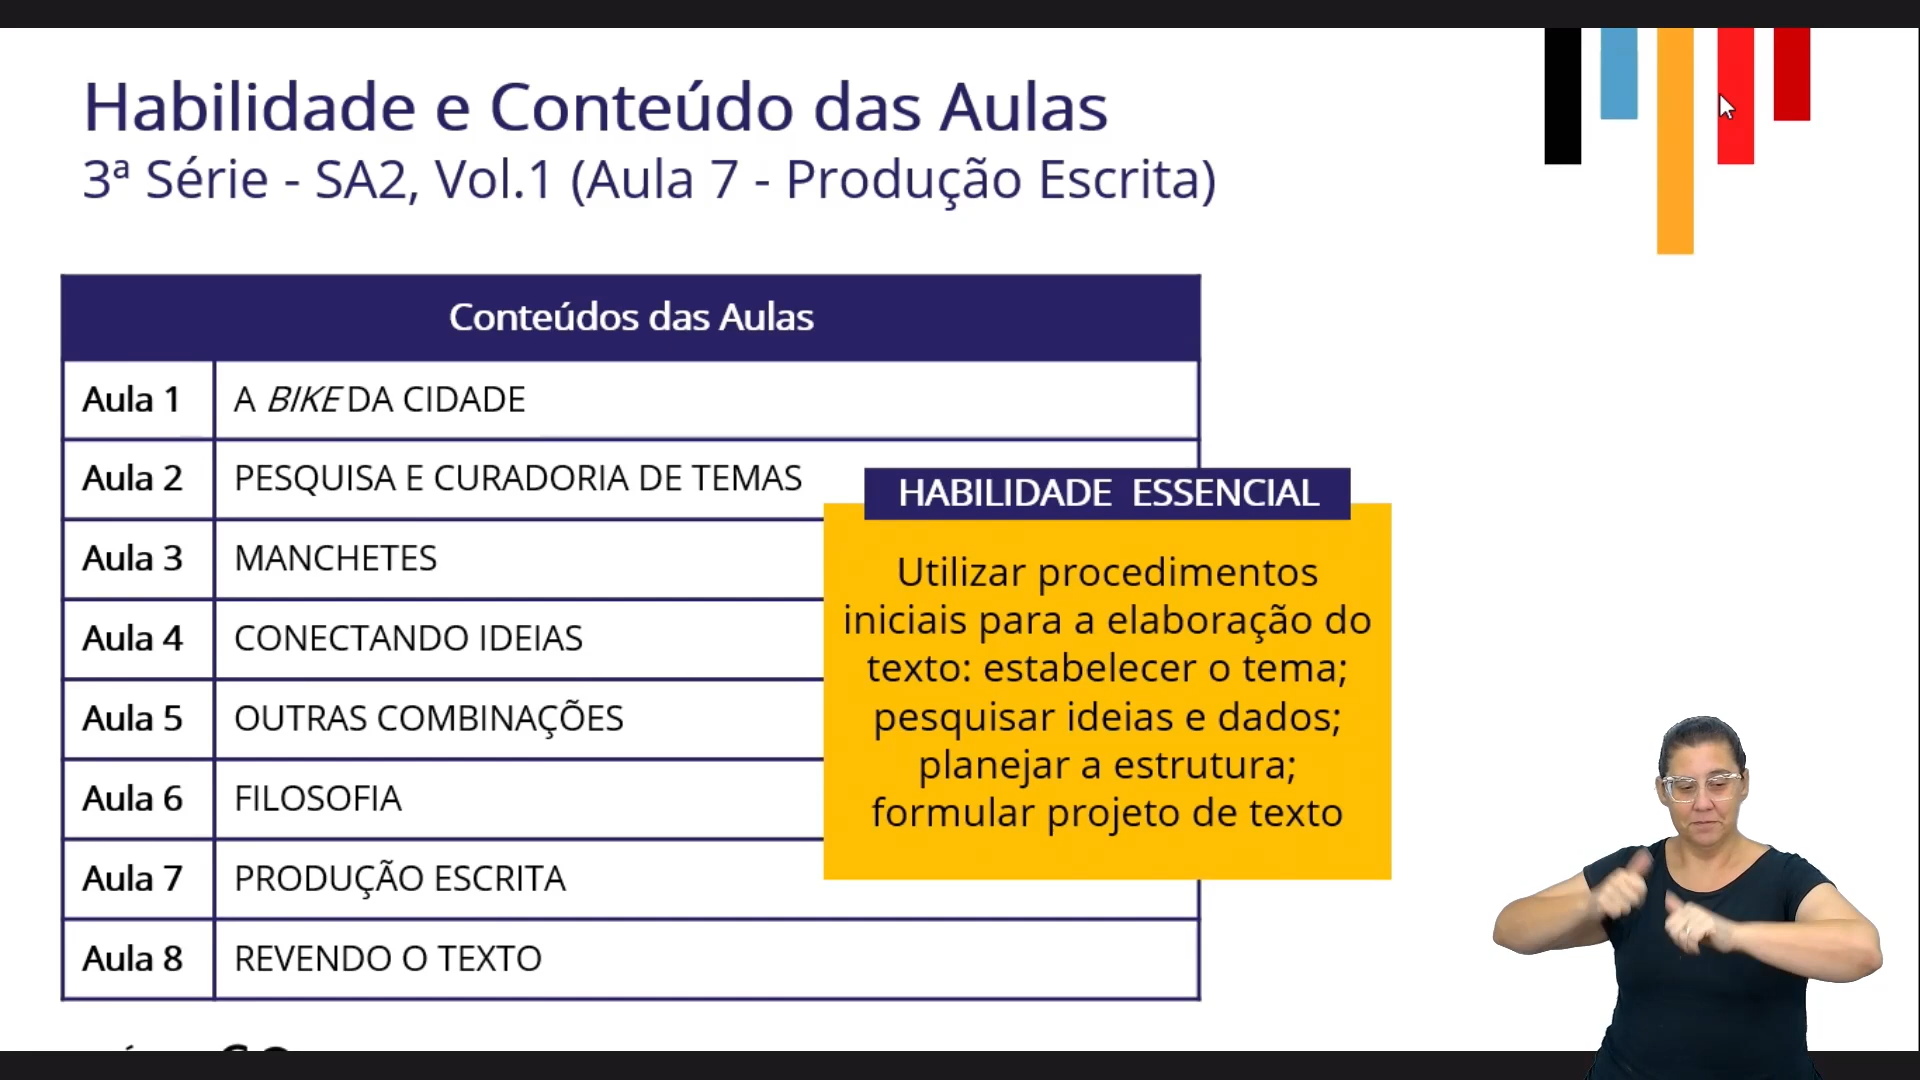 Habilidade e Conteúdo das Aulas
3ª Série - SA2, Vol.1 (Aula 7 - Produção Escrita)
Conteúdos das Aulas
Aula 1 A BIKE DA CIDADE
Aula 2 PESQUISA E CURADORIA DE TEMAS
Aula 3 MANCHETES
Aula 4 CONECTANDO IDEIAS
Aula 5 OUTRAS COMBINAÇÕES
Aula 6 FILOSOFIA
Aula 7 PRODUÇÃO ESCRITA
Aula 8 REVENDO O TEXTO
HABILIDADE ESSENCIAL
Utilizar procedimentos
iniciais para a elaboração do
texto: estabelecer o tema;
pesquisar ideias e dados;
planejar a estrutura;
formular projeto de texto